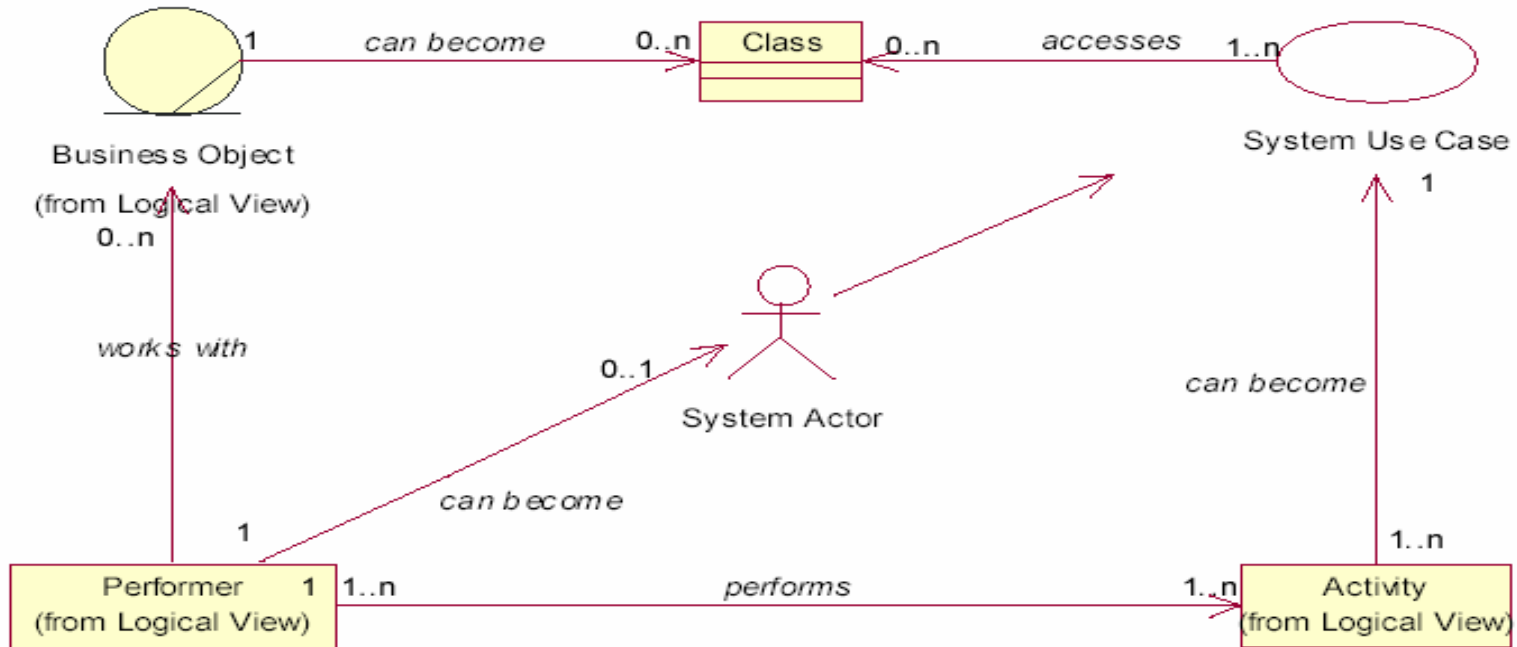 1
can become
0..n
Class
0..n
accesses
1..n
Business Object
(from Logical View)
System Use Case
1
0..n
works with
0..1
can become
System Actor
can become
1
1..n
Performer
(from Logical View)
1
1..n
performs
1..n
Activity
(from Logical View)